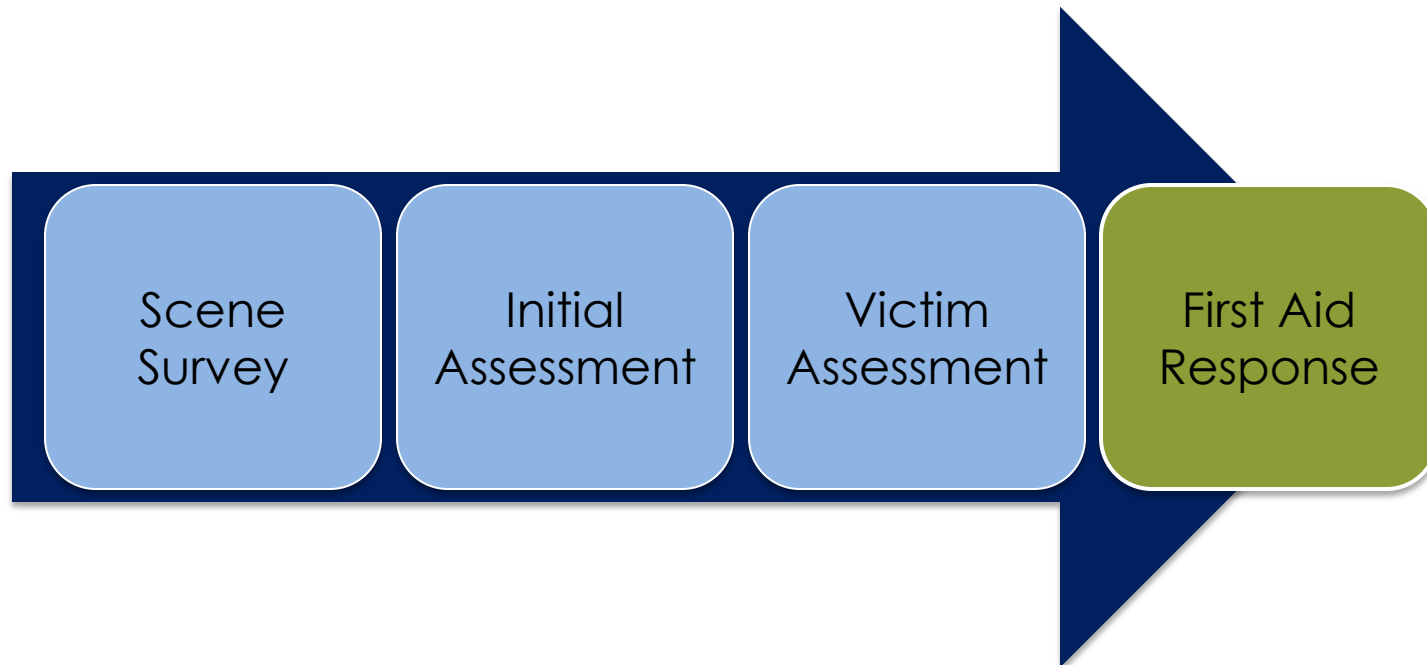 Scene
Survey
Initial
Assessment
Victim
Assessment
First Aid
Response